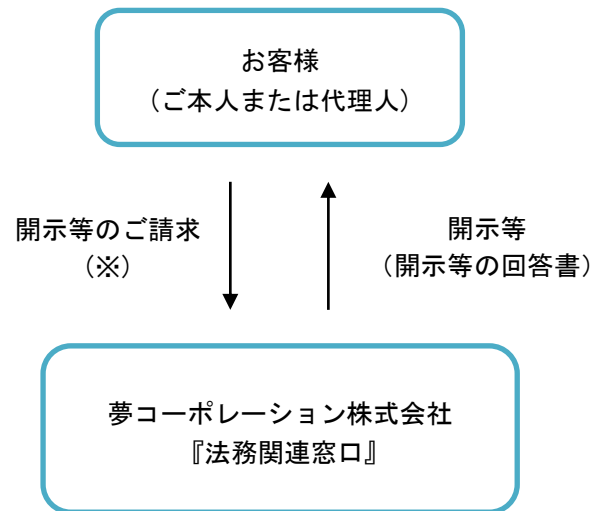 お客様
（ご本人または代理人）
開示等のご請求
（※）
開示等
（開示等の回答書）
夢コーポレーション株式会社
『法務関連窓口』